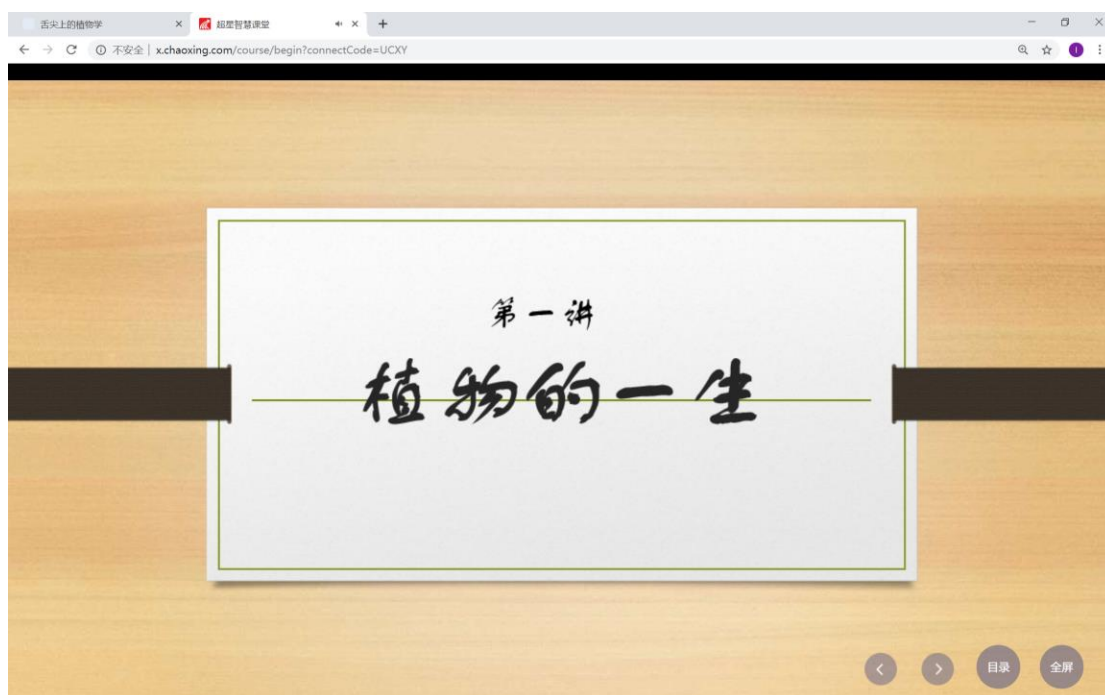 舌尖上的植物学
超星智慧课堂
不安全 | x.chaoxing.com/course/begin?connectCode=UCXY
第一讲
植物的一生
目录
全屏